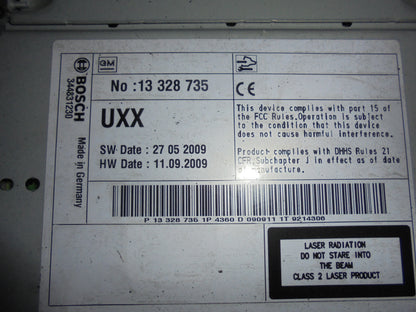 BOSCH
344831230
Made in Germany
GM
No :13 328 735
UXX
SW Date : 27 05 2009
HW Date : 11.09.2009
CE
This device complies with part 15 of
the FCC Rules.Operation is subject
to the condition that this device
does not cause harmful interference.
Product complies with DHHS Rules 21
CFR,Subchapter J in effect as of date
of manufacture.
P 13 328 735 1P 4360 D 090911 1T 9214306
LASER RADIATION
DO NOT STARE INTO
THE BEAM
CLASS 2 LASER PRODUCT